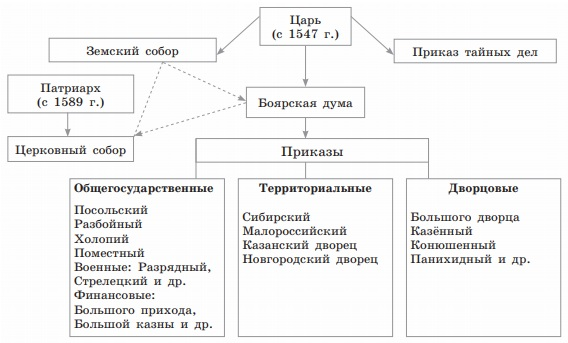 Царь
(с 1547 г.)
Земский собор
Приказ тайных дел
Патриарх
(с 1589 г.)
Боярская дума
Церковный собор
Приказы
Общегосударственные
Посольский
Разбойный
Холопий
Поместный
Военные: Разрядный,
Стрелецкий и др.
Финансовые:
Большого прихода,
Большой казны и др.
Территориальные
Сибирский
Малороссийский
Казанский дворец
Новгородский дворец
Дворцовые
Большого дворца
Казённый
Конюшенный
Панихидный и др.